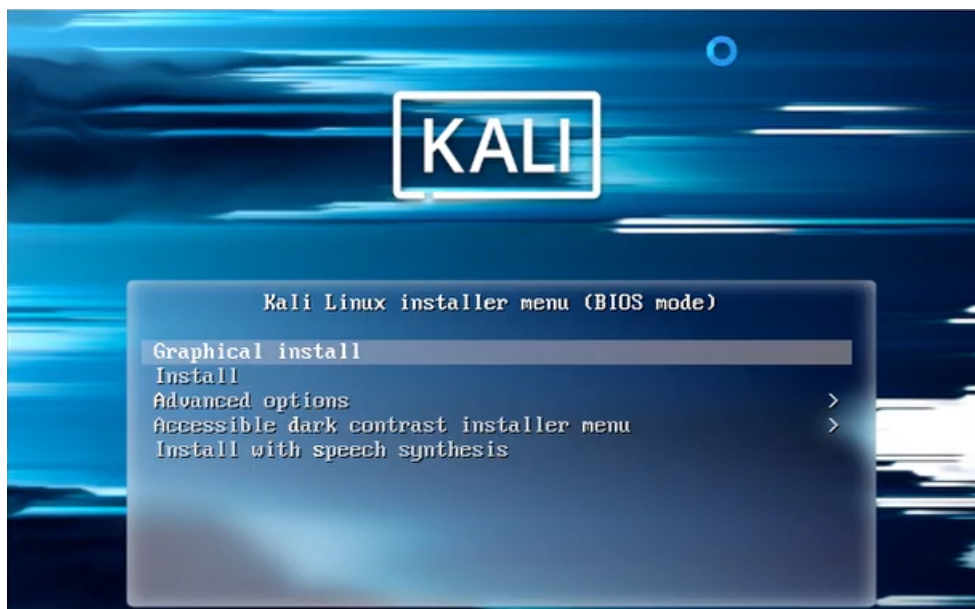 KALI
Kali Linux installer menu (BIOS mode)
Graphical install
Install
Advanced options >
Accessible dark contrast installer menu >
Install with speech synthesis